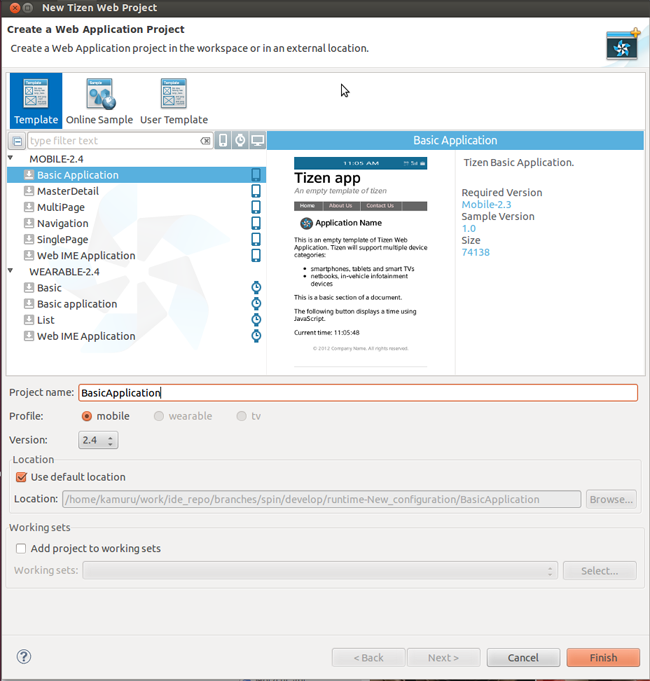 New Tizen Web Project
Create a Web Application Project
Create a Web Application project in the workspace or in an external location.
Template
Online Sample
User Template
type filter text
MOBILE-2.4
Basic Application
MasterDetail
MultiPage
Navigation
SinglePage
Web IME Application
WEARABLE-2.4
Basic
Basic application
List
Web IME Application
Basic Application
11:05 AM
Tizen app
An empty template of tizen
Home About Us Contact Us
Application Name
This is an empty template of Tizen Web
Application. Tizen will support multiple device
categories:
• smartphones, tablets and smart TVs
• netbooks, in-vehicle infotainment
devices
This is a basic section of a document.
The following button displays a time using
JavaScript.
Current time: 11:05:48
© 2012 Company Name. All rights reserved.
Tizen Basic Application.
Required Version
Mobile-2.3
Sample Version
1.0
Size
74138
Project name: BasicApplication
Profile: mobile wearable tv
Version: 2.4
Location
Use default location
Location: /home/kamuru/work/ide_repo/branches/spin/develop/runtime-New_configuration/BasicApplication Browse...
Working sets
Add project to working sets
Working sets: Select...
? < Back Next > Cancel Finish